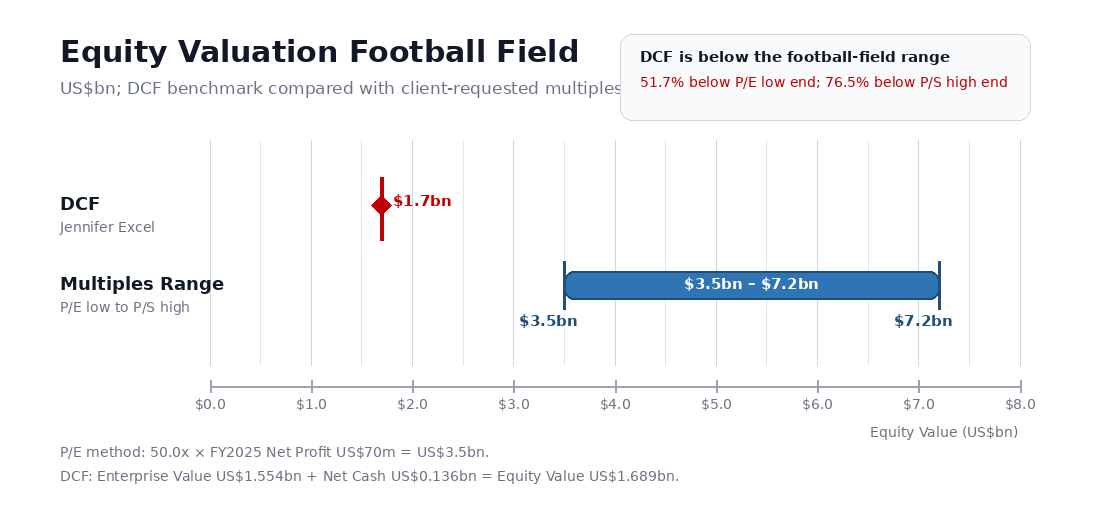 Equity Valuation Football Field
US$bn; DCF benchmark compared with client-requested multiples
DCF is below the football-field range
51.7% below P/E low end; 76.5% below P/S high end
DCF
Jennifer Excel
$1.7bn
Multiples Range
P/E low to P/S high
$3.5bn – $7.2bn
$3.5bn
$7.2bn
$0.0 $1.0 $2.0 $3.0 $4.0 $5.0 $6.0 $7.0 $8.0
Equity Value (US$bn)
P/E method: 50.0x × FY2025 Net Profit US$70m = US$3.5bn.
DCF: Enterprise Value US$1.554bn + Net Cash US$0.136bn = Equity Value US$1.689bn.